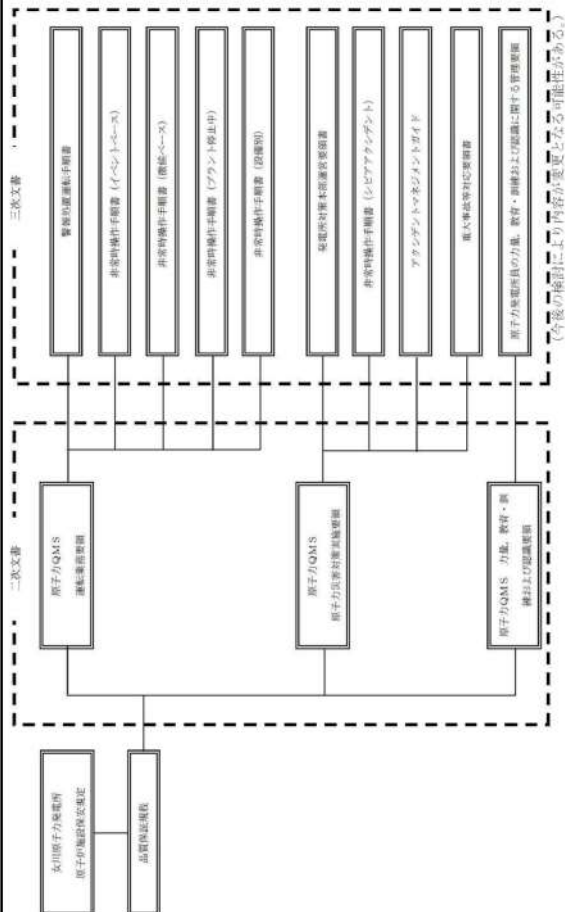 女川原子力発電所
原子炉施設保安規定
品質保証規程
二次文書
原子力QMS
運転業務要領
原子力QMS
原子力災害対策実施要領
原子力QMS 力量，教育・訓
練および認識要領
三次文書
警報処置運転手順書
非常時操作手順書（イベントベース）
非常時操作手順書（徴候ベース）
非常時操作手順書（プラント停止中）
非常時操作手順書（設備別）
発電所対策本部運営要領書
非常時操作手順書（シビアアクシデント）
アクシデントマネジメントガイド
重大事故等対応要領書
原子力発電所員の力量，教育・訓練および認識に関する管理要領
（今後の検討により内容が変更となる可能性がある。）